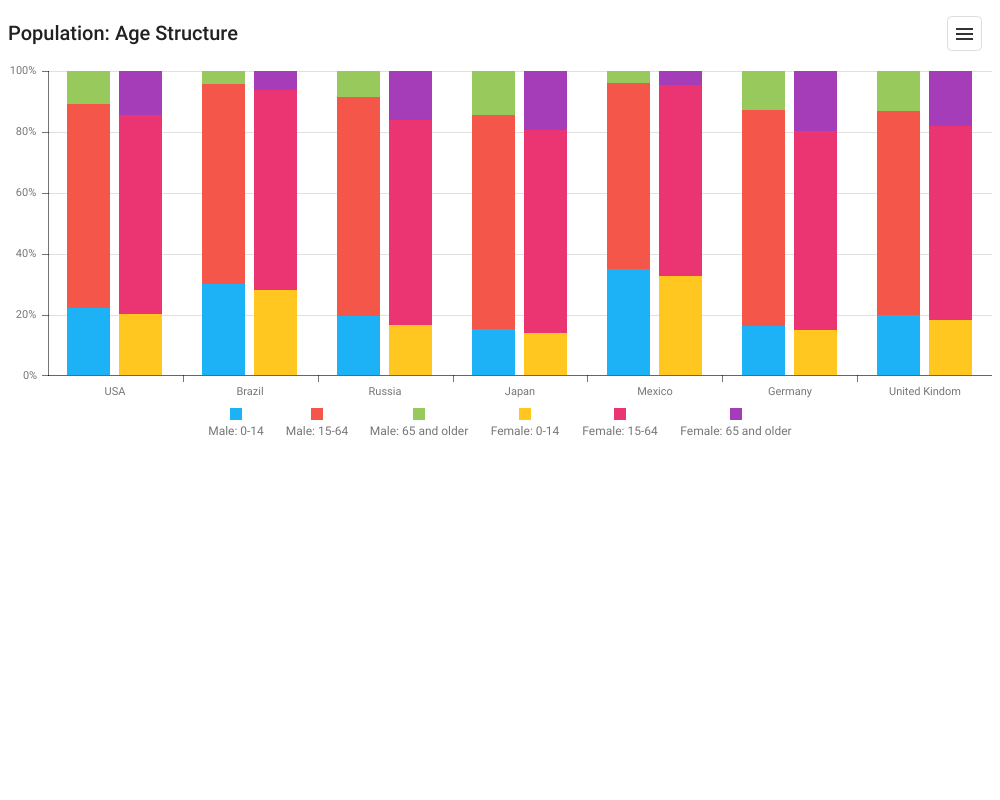 Population: Age Structure
100%
80%
60%
40%
20%
0%
USA Brazil Russia Japan Mexico Germany United Kindom
Male: 0-14 Male: 15-64 Male: 65 and older Female: 0-14 Female: 15-64 Female: 65 and older